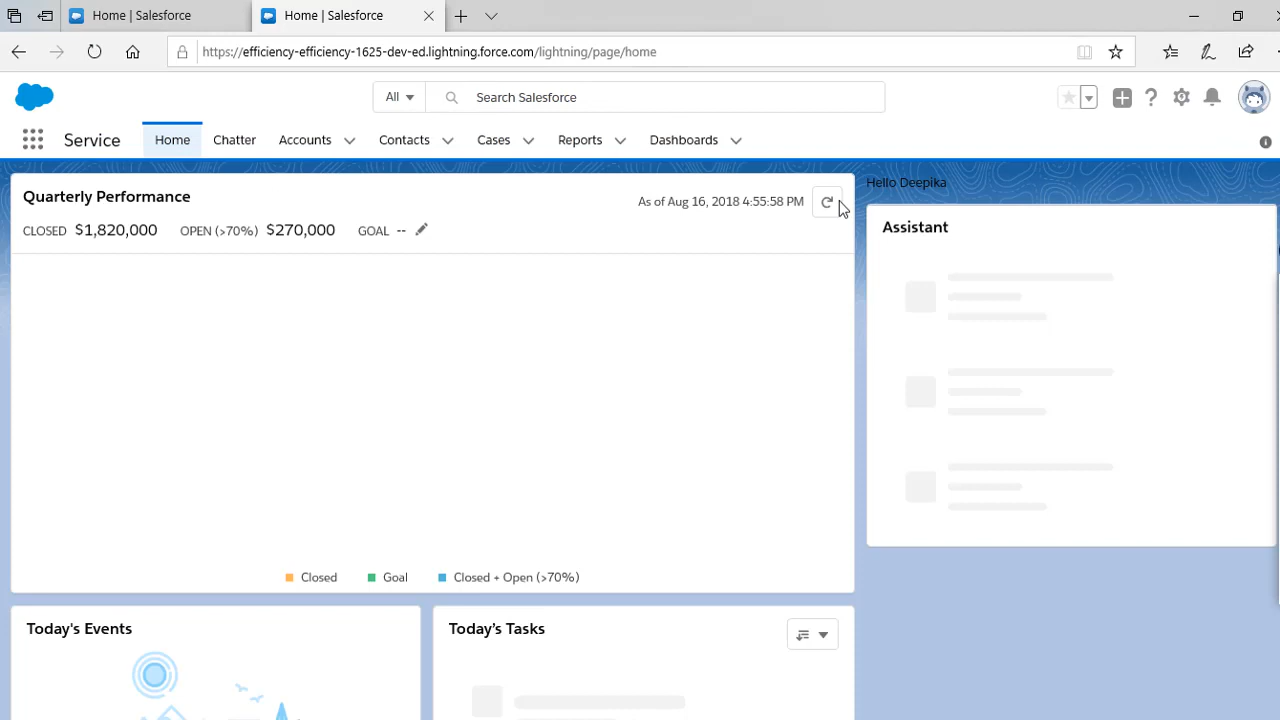 Home | Salesforce
Home | Salesforce
https://efficiency-efficiency-1625-dev-ed.lightning.force.com/lightning/page/home
All
Search Salesforce
Service
Home
Chatter
Accounts
Contacts
Cases
Reports
Dashboards
Quarterly Performance
As of Aug 16, 2018 4:55:58 PM
CLOSED $1,820,000 OPEN (>70%) $270,000 GOAL --
Closed
Goal
Closed + Open (>70%)
Hello Deepika
Assistant
Today's Events
Today’s Tasks